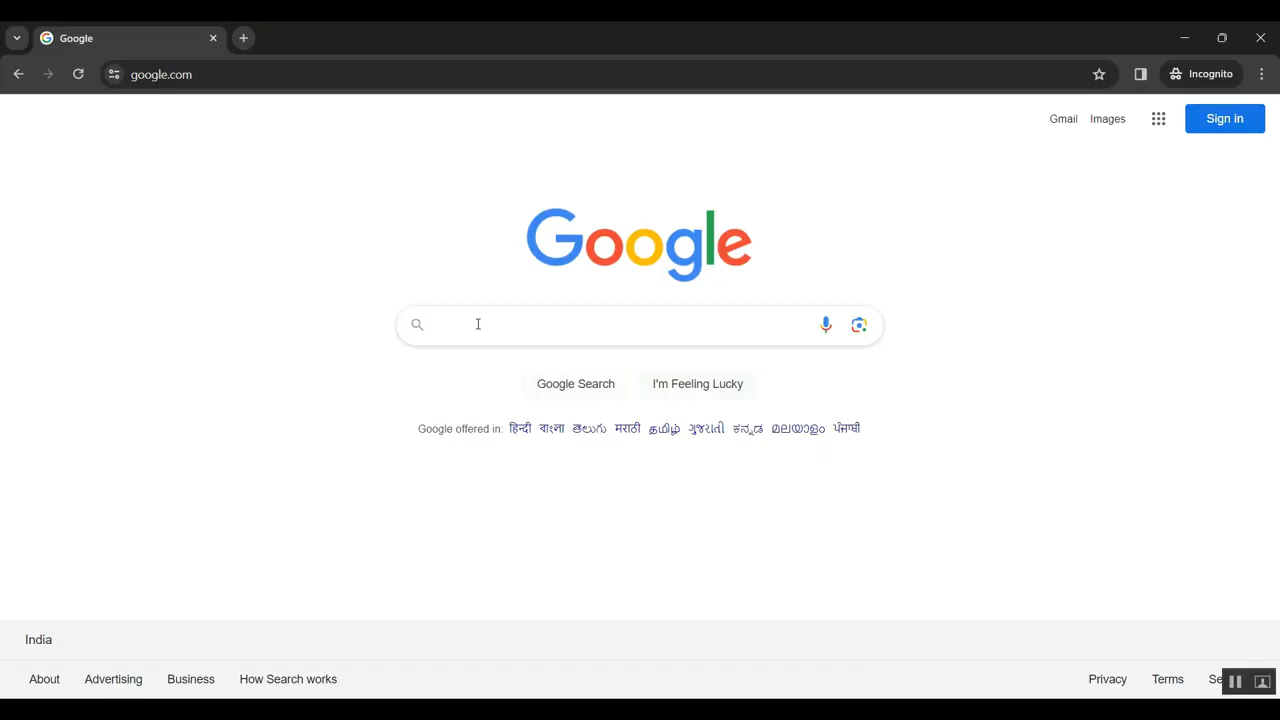 Google
google.com
Incognito
Gmail Images Sign in
Google
Google Search I'm Feeling Lucky
Google offered in: हिन्दी বাংলা తెలుగు मराठी தமிழ் ગુજરાતી ಕನ್ನಡ മലയാളം ਪੰਜਾਬੀ
India
About Advertising Business How Search works Privacy Terms Se